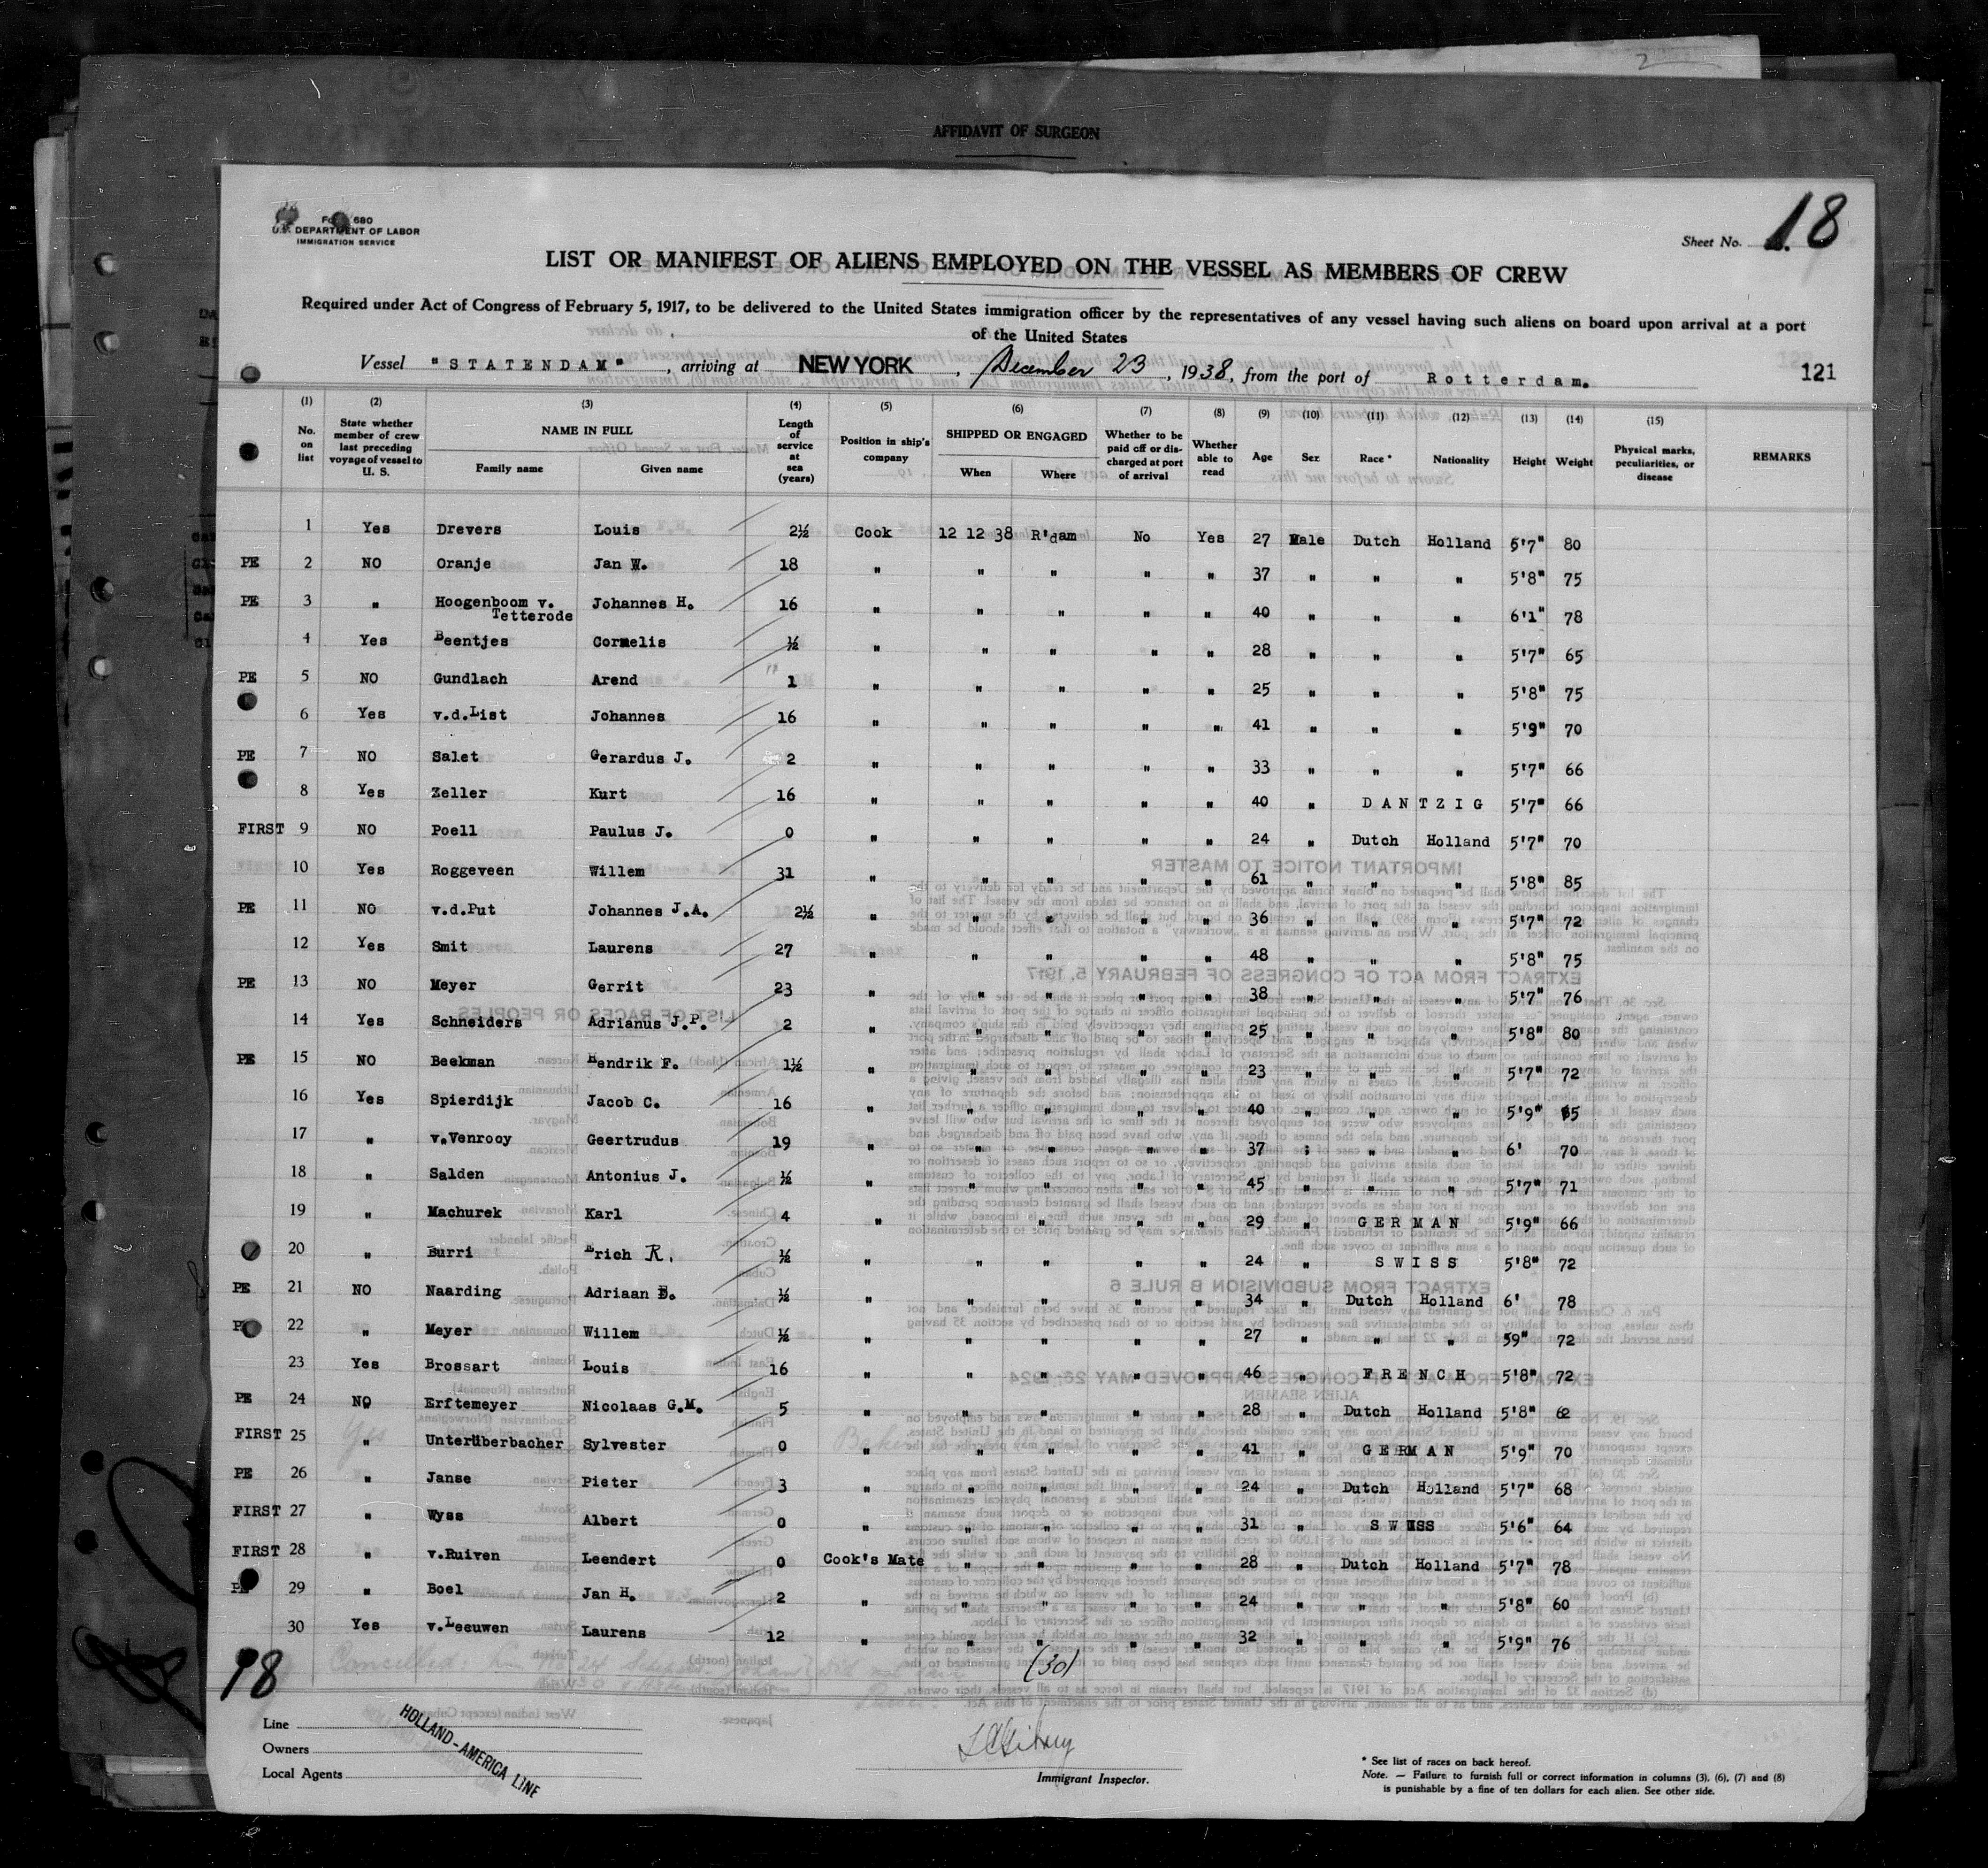 2
AFFIDAVIT OF SURGEON
680
U.S. DEPARTMENT OF LABOR
IMMIGRATION SERVICE
Sheet No. 18
LIST OR MANIFEST OF ALIENS EMPLOYED ON THE VESSEL AS MEMBERS OF CREW
Required under Act of Congress of February 5, 1917, to be delivered to the United States immigration officer by the representatives of any vessel having such aliens on board upon arrival at a port
of the United States
Vessel "STATENDAM", arriving at NEW YORK, December 23, 1938, from the port of Rotterdam. 121
(1) No. on list (2) State whether member of crew last preceding voyage of vessel to U. S. (3) NAME IN FULL Family name Given name (4) Length of service at sea (years) (5) Position in ship's company (6) SHIPPED OR ENGAGED When Where (7) Whether to be paid off or discharged at port of arrival (8) Whether able to read (9) Age (10) Sex (11) Race * (12) Nationality (13) Height (14) Weight (15) Physical marks, peculiarities, or disease REMARKS
1 Yes Drevers Louis 2½ Cook 12 12 38 R'dam No Yes 27 Male Dutch Holland 5'7" 80
PE 2 NO Oranje Jan W. 18 " " " " " 37 " " " 5'8" 75
PE 3 " Hoogenboom v. Tetterode Johannes H. 16 " " " " " 40 " " " 6'1" 78
4 Yes Beentjes Cornelis ½ " " " " " 28 " " " 5'7" 65
PE 5 NO Gundlach Arend 1 " " " " " 25 " " " 5'8" 75
6 Yes v.d.List Johannes 16 " " " " " 41 " " " 5'9" 70
PE 7 NO Salet Gerardus J. 2 " " " " " 33 " " " 5'7" 66
8 Yes Zeller Kurt 16 " " " " " 40 " DANTZIG 5'7" 66
FIRST 9 NO Poell Paulus J. 0 " " " " " 24 " Dutch Holland 5'7" 70
10 Yes Roggeveen Willem 31 " " " " " 61 " " " 5'8" 85
PE 11 NO v.d.Put Johannes J.A. 2½ " " " " " 36 " " " 5'7" 72
12 Yes Smit Laurens 27 " " " " " 48 " " " 5'8" 75
PE 13 NO Meyer Gerrit 23 " " " " " 38 " " " 5'7" 76
14 Yes Schneiders Adrianus J.P. 2 " " " " " 25 " " " 5'8" 80
PE 15 NO Beekman Hendrik F. 1½ " " " " " 23 " " " 5'7" 72
16 Yes Spierdijk Jacob C. 16 " " " " " 40 " " " 5'9" 65
17 " v.Venrooy Geertrudus 19 " " " " " 37 : " " 6' 70
18 " Salden Antonius J. ½ " " " " " 45 " " " 5'7" 71
19 " Machurek Karl 4 " " " " " 29 " GERMAN 5'9" 66
20 " Burri Erich R. ½ " " " " " 24 " SWISS 5'8" 72
PE 21 NO Naarding Adriaan ½ " " " " " 34 " Dutch Holland 6' 78
PE 22 " Meyer Willem ½ " " " " " 27 " " " 59" 72
23 Yes Brossart Louis 16 " " " " " 46 " FRENCH 5'8" 72
PE 24 NO Erftemeyer Nicolaas G.M. 5 " " " " " 28 " Dutch Holland 5'8" 62
FIRST 25 " Unterüberbacher Sylvester 0 " " " " " 41 " GERMAN 5'9" 70
PE 26 " Janse Pieter 3 " " " " " 24 " Dutch Holland 5'7" 68
FIRST 27 " Wyss Albert 0 " " " " " 31 " SWISS 5'6" 64
FIRST 28 " v.Ruiven Leendert 0 Cook's Mate " " " " 28 " Dutch Holland 5'7" 78
PE 29 " Boel Jan H. 2 " " " " " 24 " " " 5'8" 60
30 Yes v.Leeuwen Laurens 12 " " " " " 32 " " " 5'9" 76
98 (30)
Line
Owners
Local Agents
HOLLAND-AMERICA LINE
Immigrant Inspector.
* See list of races on back hereof.
Note. — Failure to furnish full or correct information in columns (3), (6), (7) and (8)
is punishable by a fine of ten dollars for each alien. See other side.